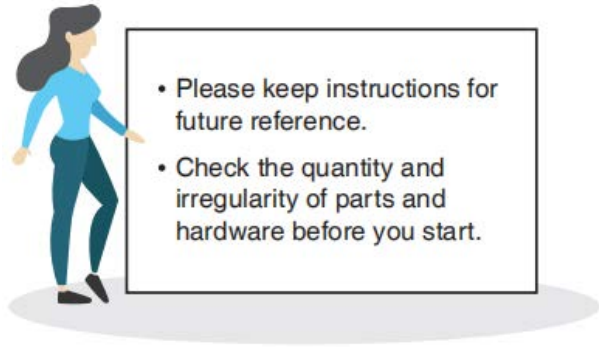 • Please keep instructions for
future reference.
• Check the quantity and
irregularity of parts and
hardware before you start.